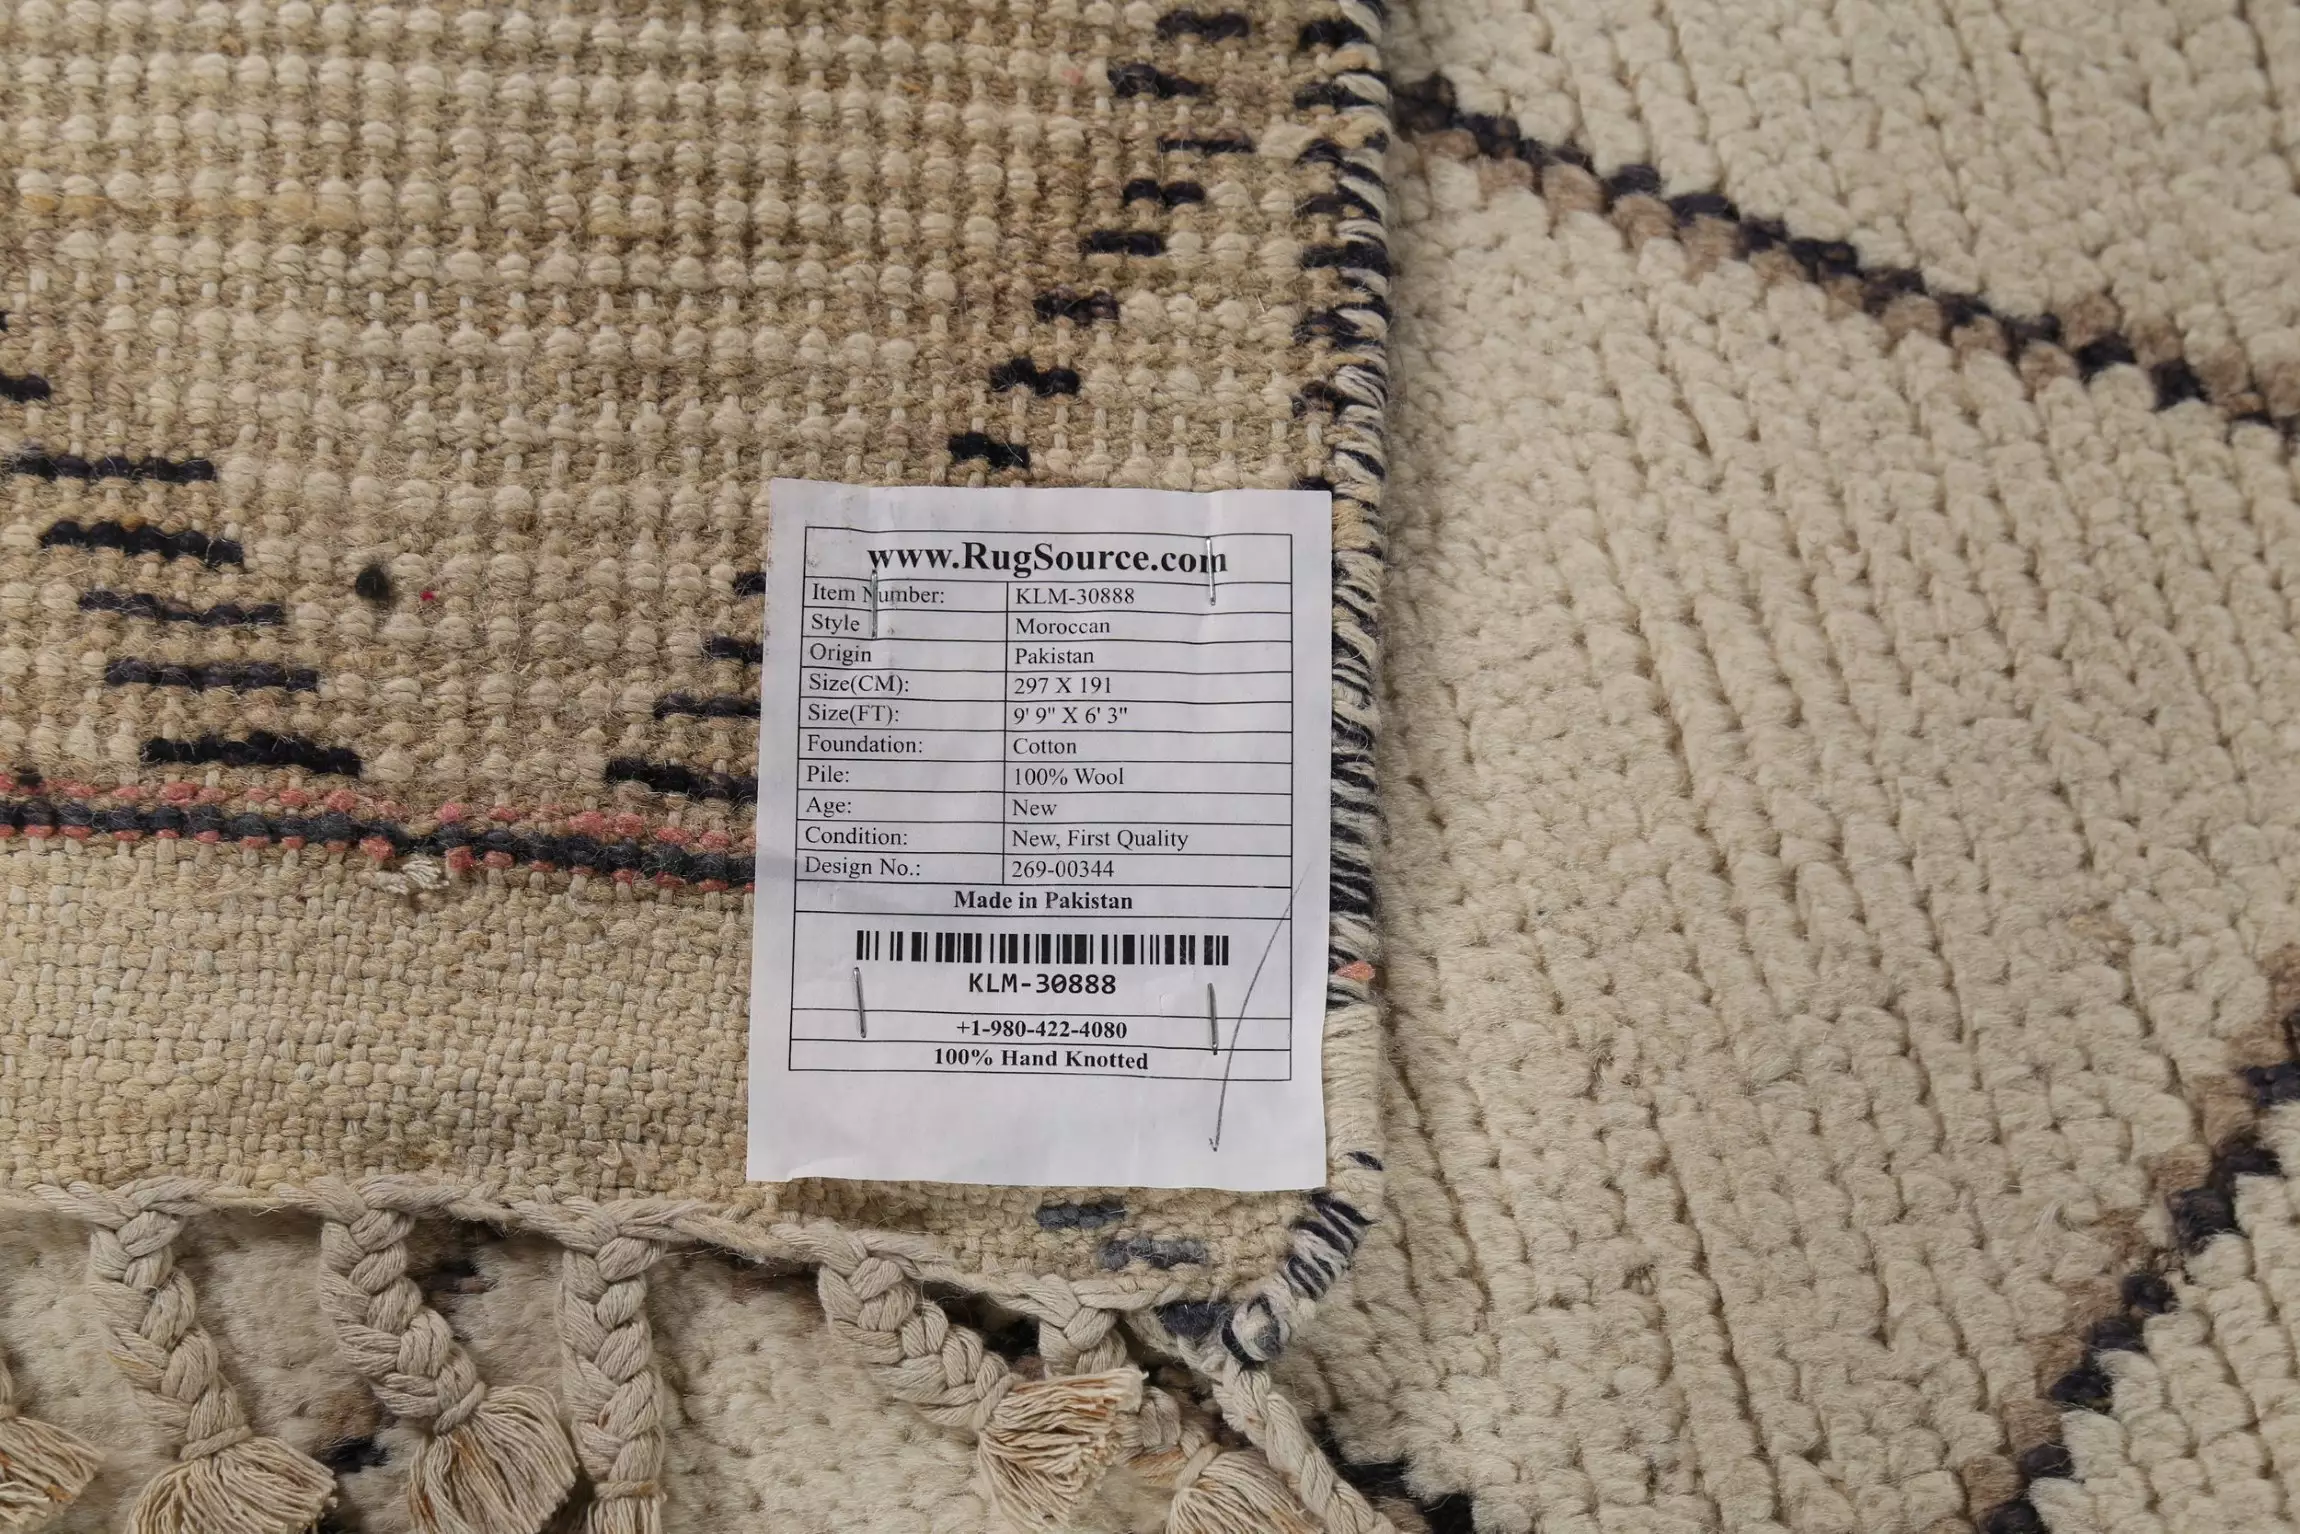 www.RugSource.com
Item Number: KLM-30888
Style Moroccan
Origin Pakistan
Size(CM): 297 X 191
Size(FT): 9' 9" X 6' 3"
Foundation: Cotton
Pile: 100% Wool
Age: New
Condition: New, First Quality
Design No.: 269-00344
Made in Pakistan
KLM-30888
+1-980-422-4080
100% Hand Knotted